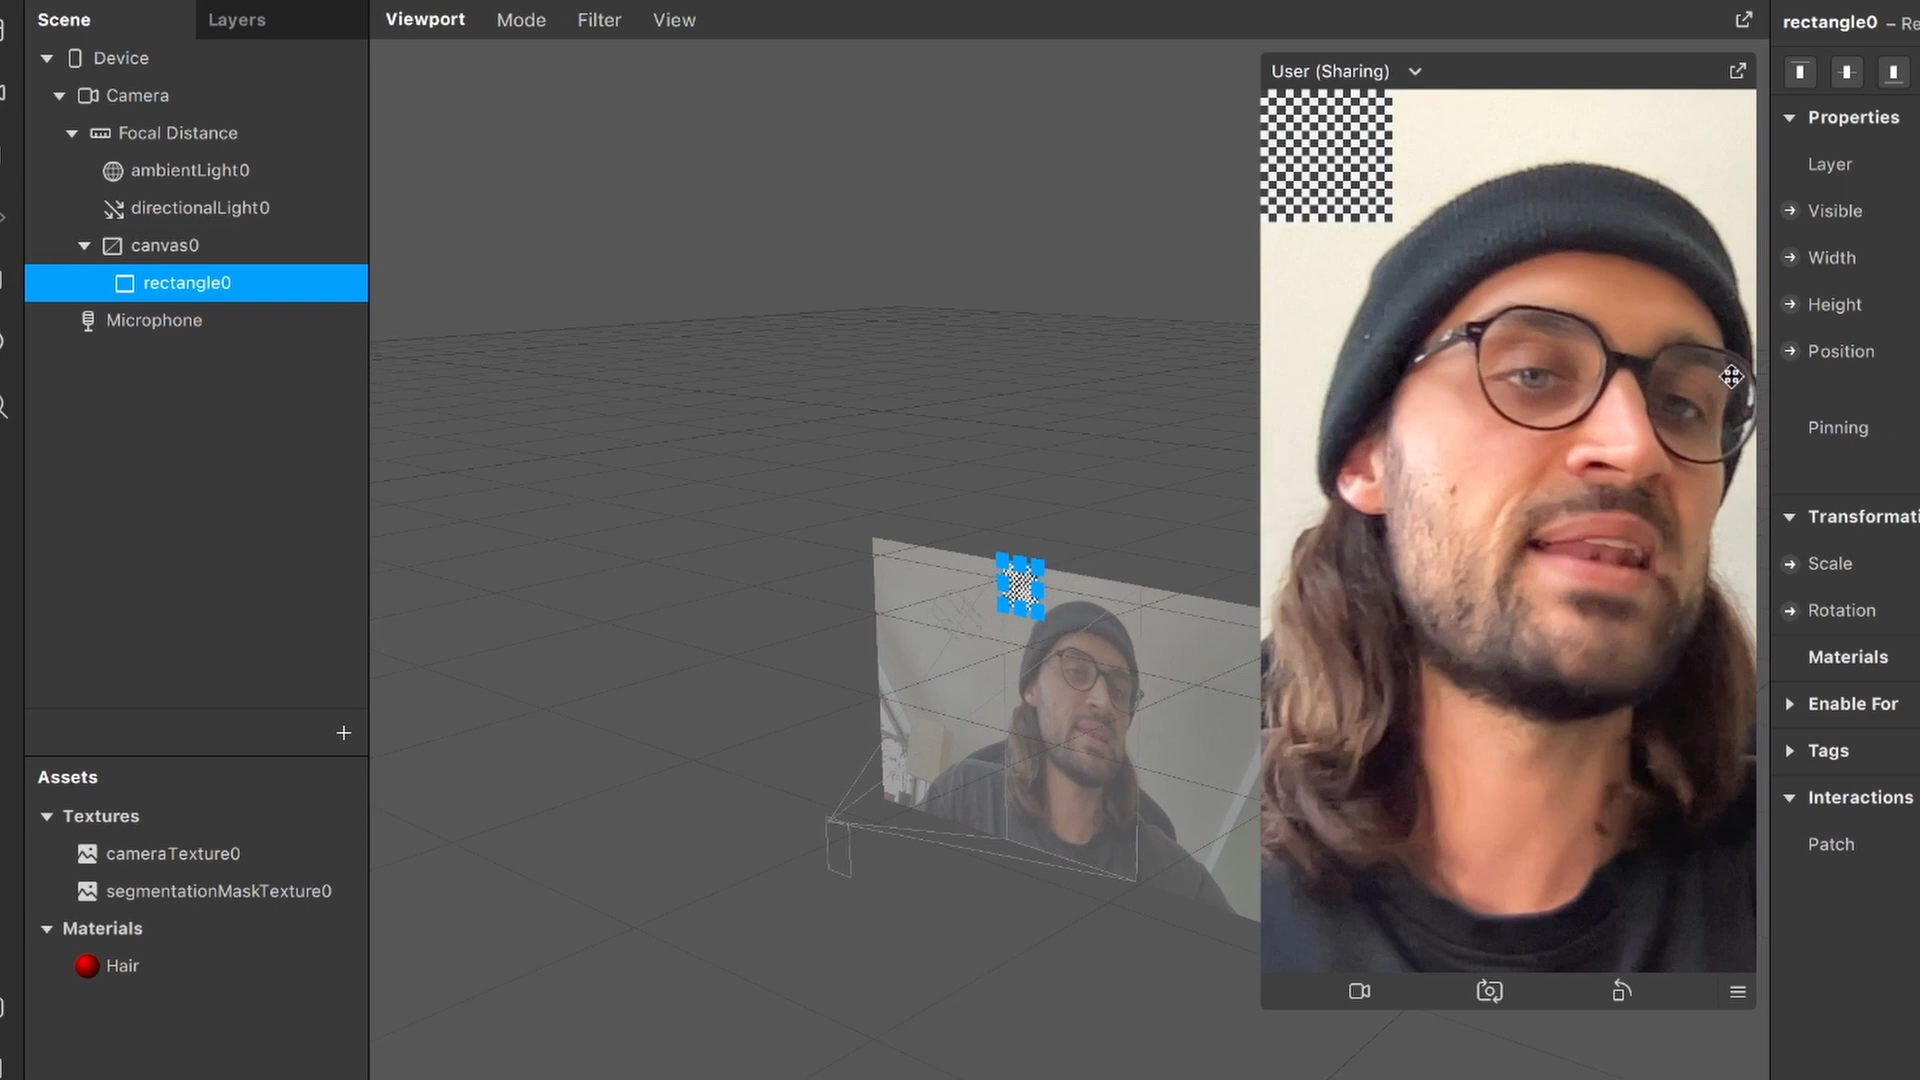 Scene
Layers
Device
Camera
Focal Distance
ambientLight0
directionalLight0
canvas0
rectangle0
Microphone
Assets
Textures
cameraTexture0
segmentationMaskTexture0
Materials
Hair
Viewport
Mode
Filter
View
User (Sharing)
rectangle0 – Re
Properties
Layer
Visible
Width
Height
Position
Pinning
Transformati
Scale
Rotation
Materials
Enable For
Tags
Interactions
Patch